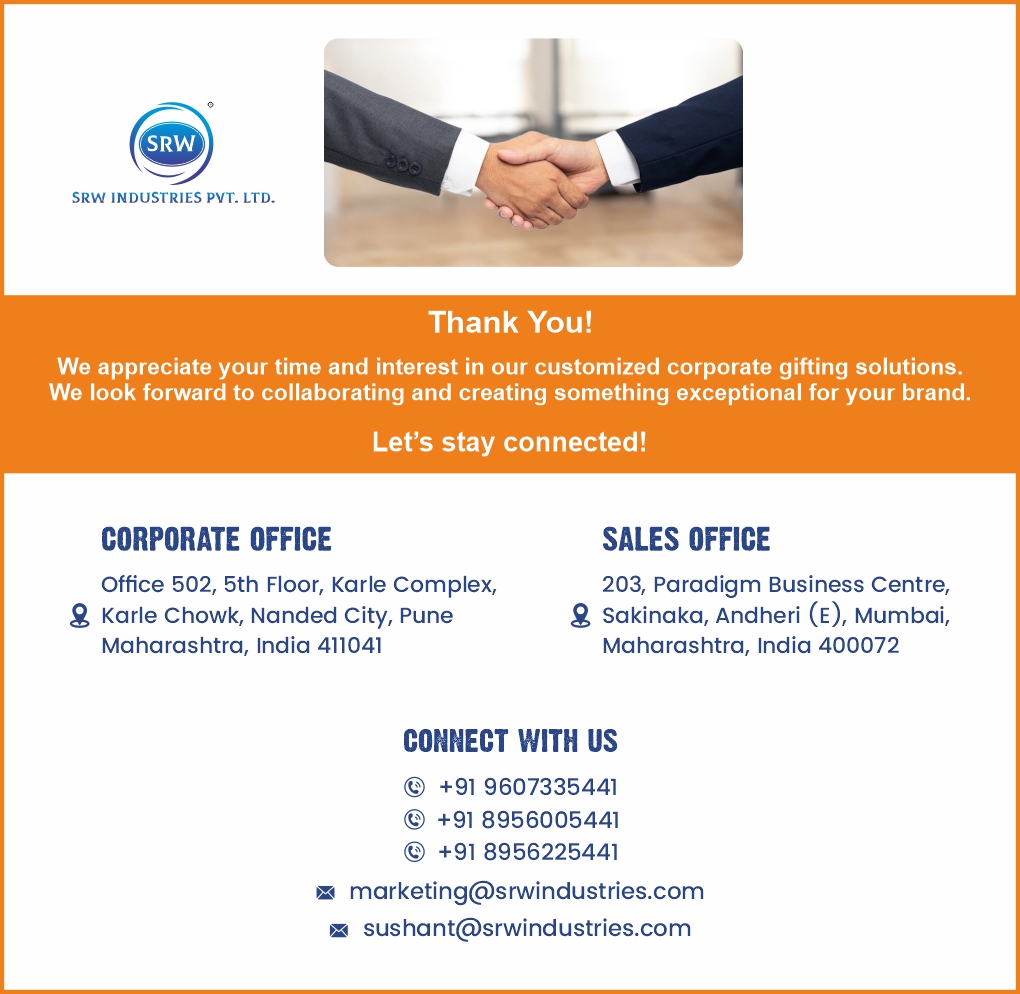 SRW
SRW INDUSTRIES PVT. LTD.
Thank You!
We appreciate your time and interest in our customized corporate gifting solutions.
We look forward to collaborating and creating something exceptional for your brand.
Let’s stay connected!
CORPORATE OFFICE
Office 502, 5th Floor, Karle Complex,
Karle Chowk, Nanded City, Pune
Maharashtra, India 411041
SALES OFFICE
203, Paradigm Business Centre,
Sakinaka, Andheri (E), Mumbai,
Maharashtra, India 400072
CONNECT WITH US
+91 9607335441
+91 8956005441
+91 8956225441
marketing@srwindustries.com
sushant@srwindustries.com